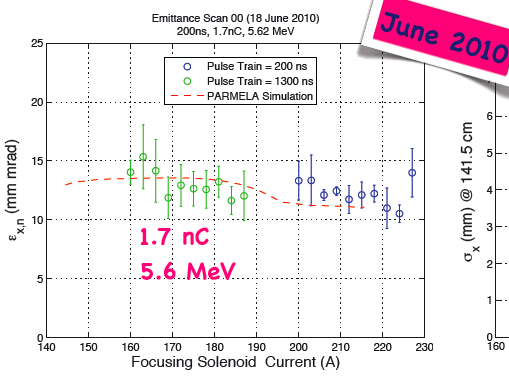 Emittance Scan 00 (18 June 2010)
200ns, 1.7nC, 5.62 MeV
June 2010
Pulse Train = 200 ns
Pulse Train = 1300 ns
PARMELA Simulation
25
20
15
10
5
0
εx,n (mm mrad)
1.7 nC
5.6 MeV
140 150 160 170 180 190 200 210 220 230
Focusing Solenoid Current (A)
6
5
4
3
2
1
0
σx (mm) @ 141.5 cm
160